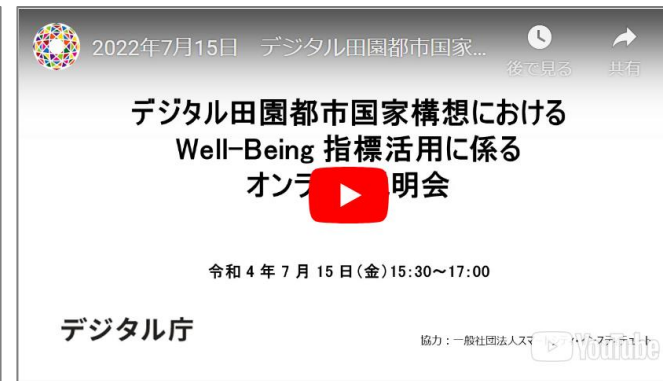 2022年7月15日 デジタル田園都市国家...
後で見る
共有
デジタル田園都市国家構想における
Well-Being 指標活用に係る
オンラ 明会
令和4年7月15日(金)15:30~17:00
デジタル庁
協力:一般社団法人スマ
YouTube